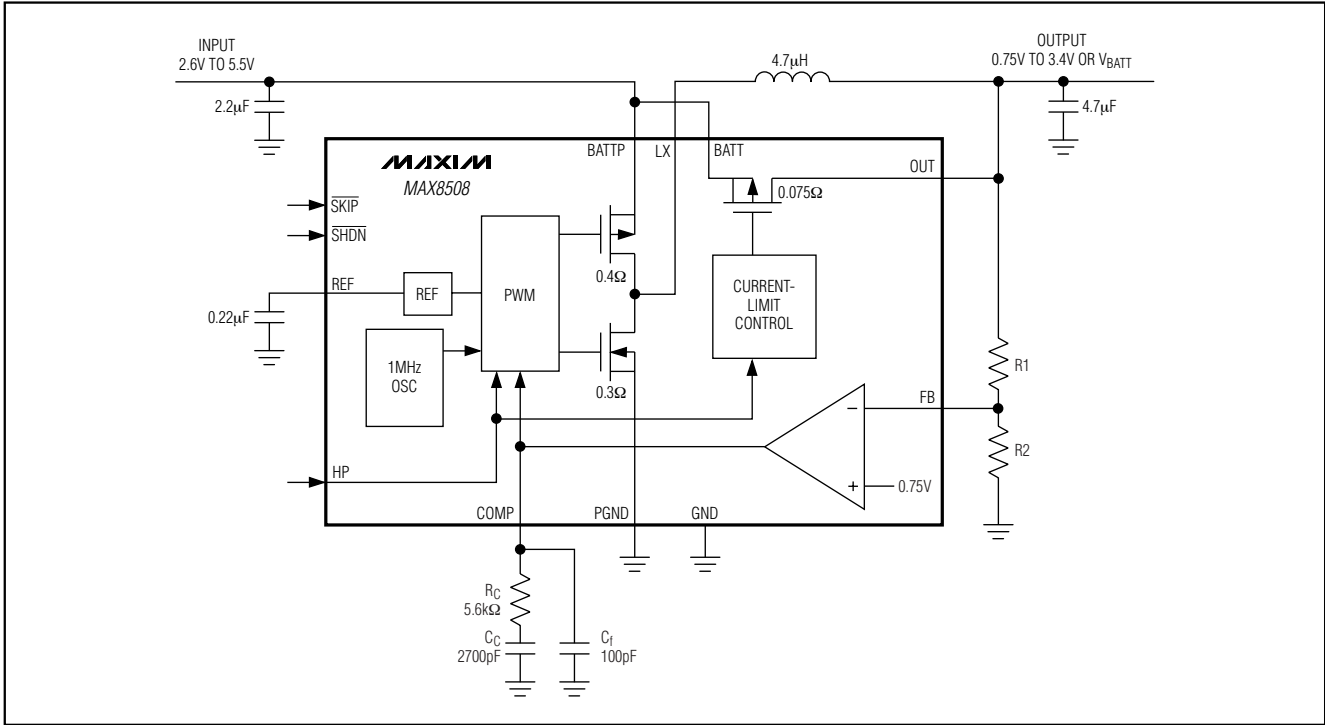 INPUT
2.6V TO 5.5V
2.2μF
4.7μH
OUTPUT
0.75V TO 3.4V OR VBATT
4.7μF
BATTP
LX
BATT
MAXIM
MAX8508
OUT
0.075Ω
SKIP
SHDN
0.4Ω
REF
REF
PWM
CURRENT-
LIMIT
CONTROL
0.22μF
1MHz
OSC
0.3Ω
R1
FB
−
R2
HP
+
0.75V
COMP
PGND
GND
RC
5.6kΩ
CC
2700pF
Cf
100pF